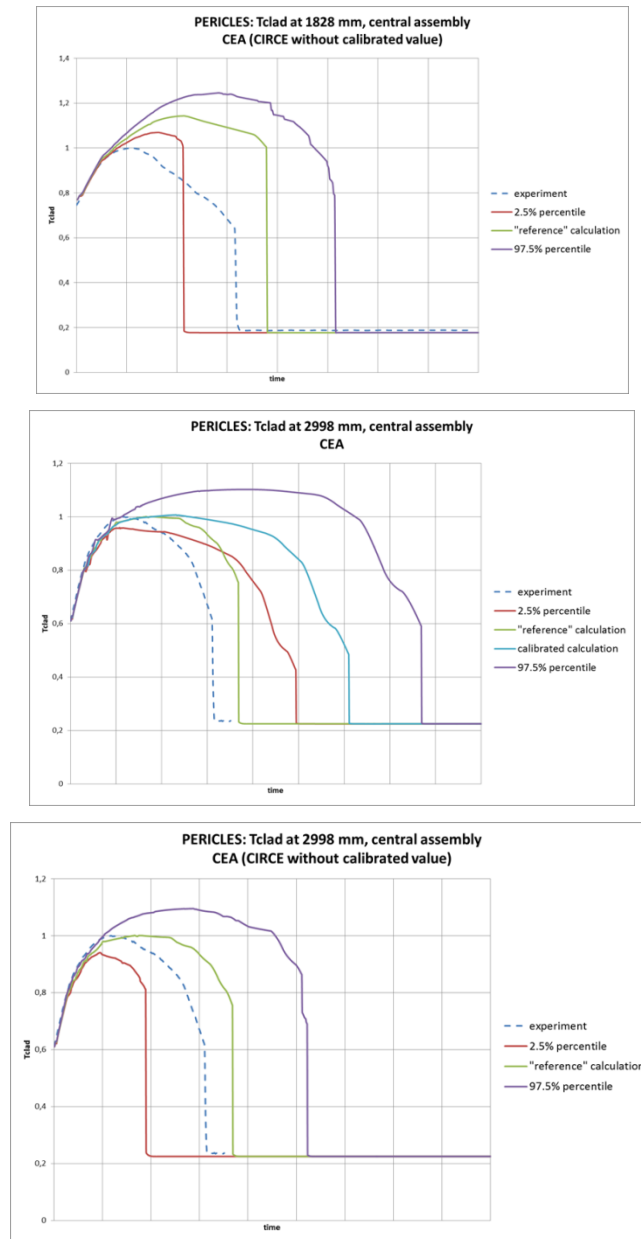 PERICLES: Tclad at 1828 mm, central assembly
CEA (CIRCE without calibrated value)
1,4
1,2
1
0,8
0,6
0,4
0,2
0
Tclad
time
experiment
2.5% percentile
"reference" calculation
97.5% percentile
PERICLES: Tclad at 2998 mm, central assembly
CEA
1,2
1
0,8
0,6
0,4
0,2
0
Tclad
time
experiment
2.5% percentile
"reference" calculation
calibrated calculation
97.5% percentile
PERICLES: Tclad at 2998 mm, central assembly
CEA (CIRCE without calibrated value)
1,2
1
0,8
0,6
0,4
0,2
0
Tclad
time
experiment
2.5% percentile
"reference" calculation
97.5% percentile